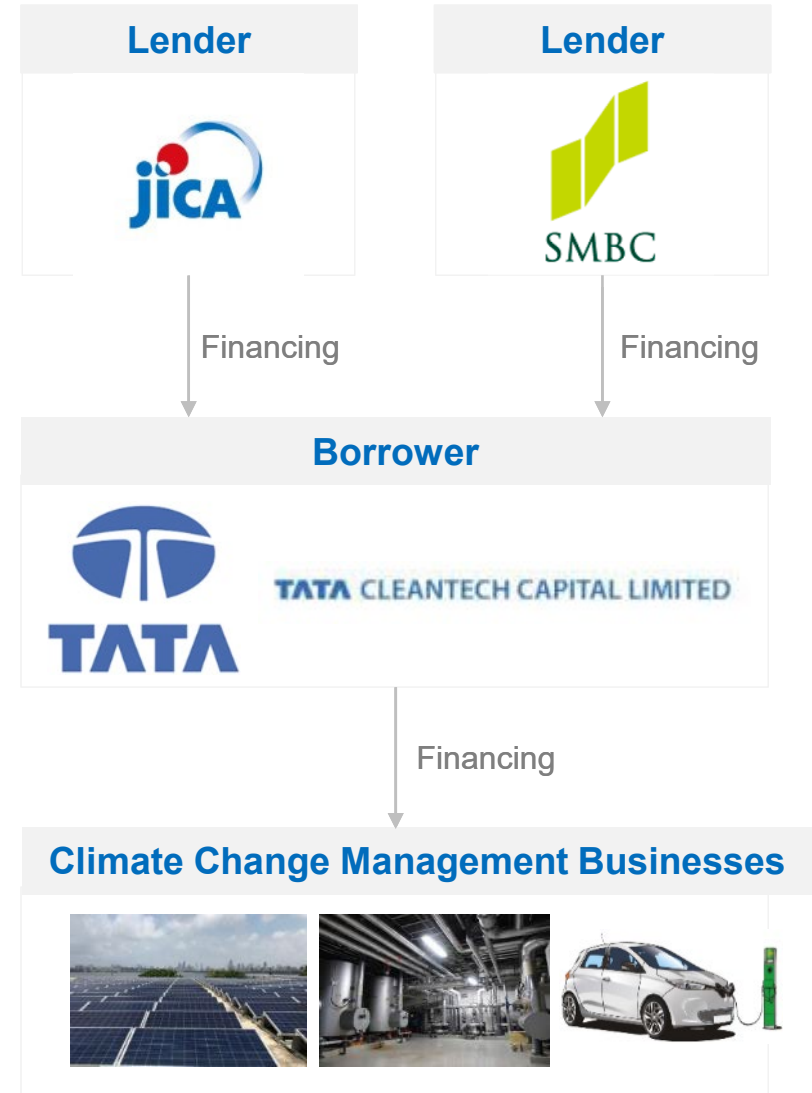 Lender
Lender
jICA
SMBC
Financing
Financing
Borrower
TATA
TATA CLEANTECH CAPITAL LIMITED
Financing
Climate Change Management Businesses